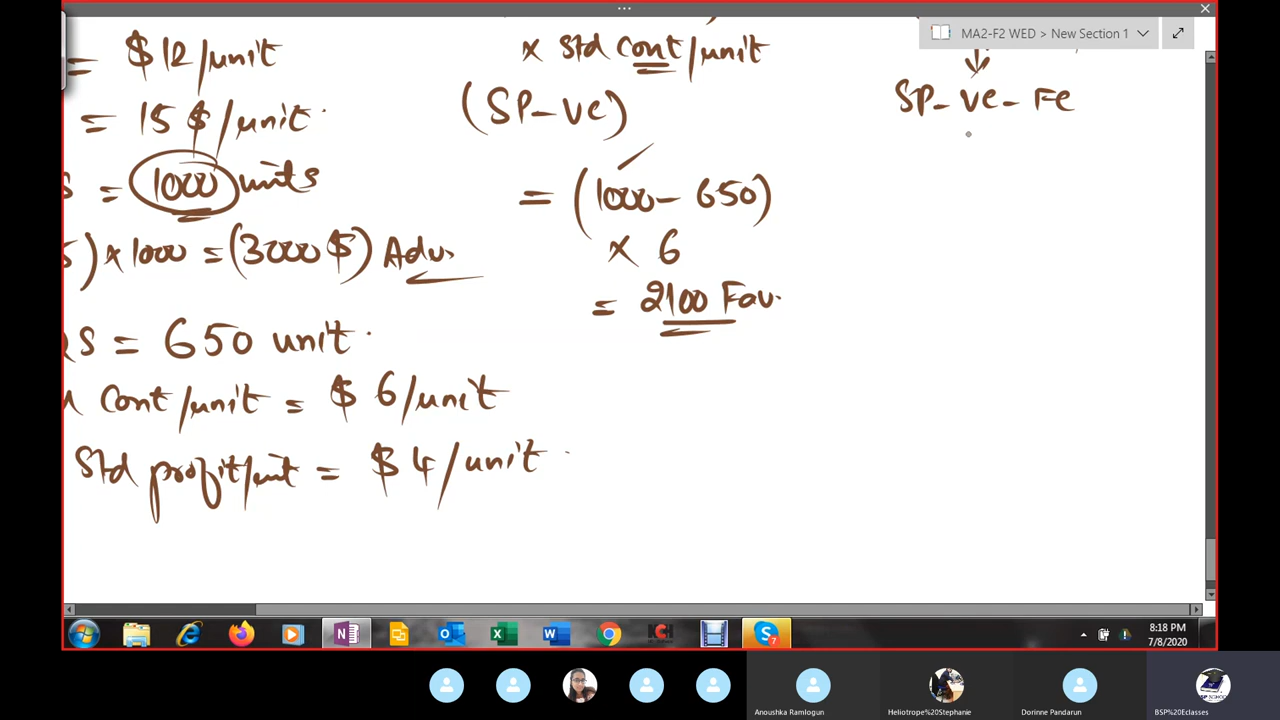 MA2-F2 WED > New Section 1
= $12/unit
= 15 $/unit
S = 1000 units
5) x 1000 = (3000 $) Adv.
QS = 650 unit.
Cont/unit = $ 6/unit
Std profit/unit = $ 4/unit
x Std cont/unit
(SP-VC)
= (1000- 650)
x 6
= 2100 Fav.
SP-VC-FC
8:18 PM
7/8/2020
Anoushka Ramlogun
Heliotrope%20Stephanie
Dorinne Pandarun
BSP%20Eclasses